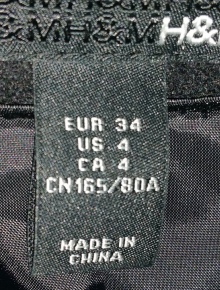 H&M H&M H&M
EUR 34
US 4
CA 4
CN165/80A
MADE IN
CHINA